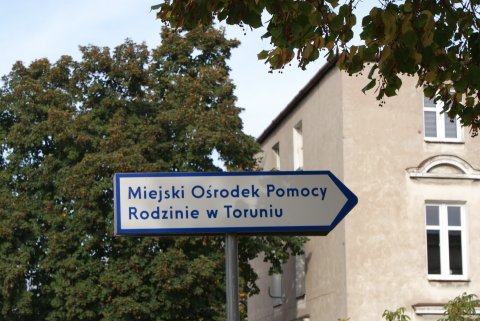 Miejski Ośrodek Pomocy
Rodzinie w Toruniu